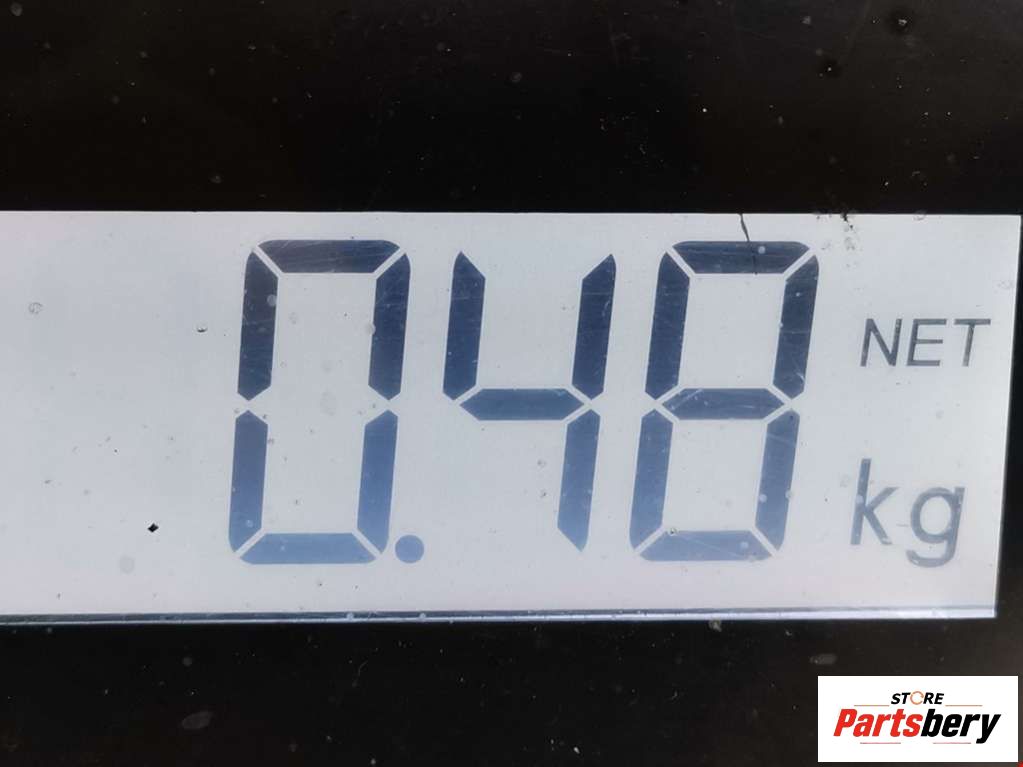 0.48 NET
kg
STORE
Partsbery